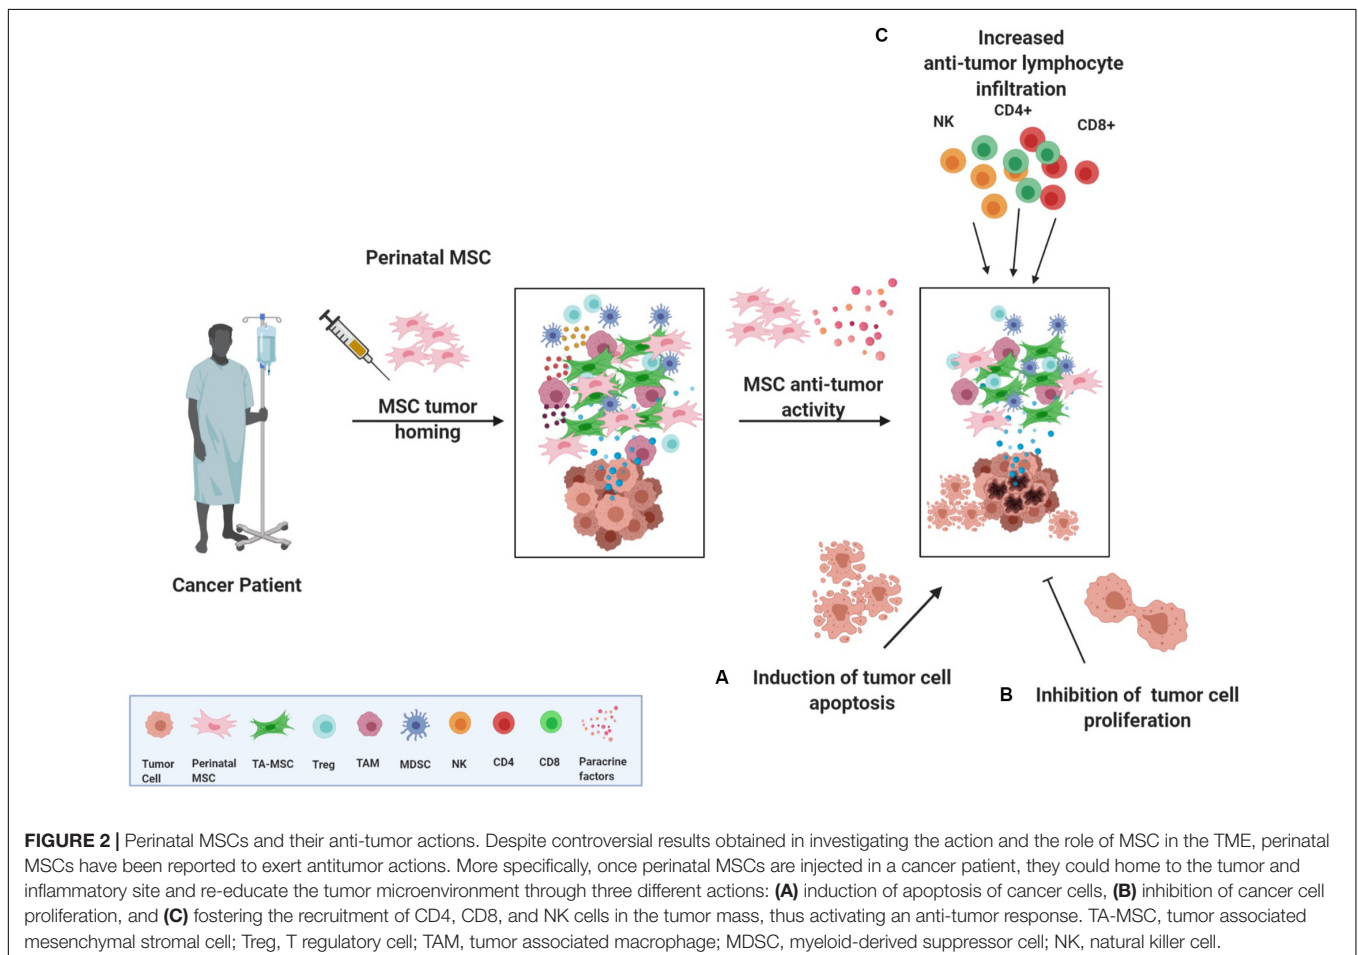 C
Increased
anti-tumor lymphocyte
infiltration
NK
CD4+
CD8+
Perinatal MSC
MSC tumor
homing
MSC anti-tumor
activity
Cancer Patient
A
Induction of tumor cell
apoptosis
B
Inhibition of tumor cell
proliferation
Tumor
Cell
Perinatal
MSC
TA-MSC
Treg
TAM
MDSC
NK
CD4
CD8
Paracrine
factors
FIGURE 2 | Perinatal MSCs and their anti-tumor actions. Despite controversial results obtained in investigating the action and the role of MSC in the TME, perinatal
MSCs have been reported to exert antitumor actions. More specifically, once perinatal MSCs are injected in a cancer patient, they could home to the tumor and
inflammatory site and re-educate the tumor microenvironment through three different actions: (A) induction of apoptosis of cancer cells, (B) inhibition of cancer cell
proliferation, and (C) fostering the recruitment of CD4, CD8, and NK cells in the tumor mass, thus activating an anti-tumor response. TA-MSC, tumor associated
mesenchymal stromal cell; Treg, T regulatory cell; TAM, tumor associated macrophage; MDSC, myeloid-derived suppressor cell; NK, natural killer cell.